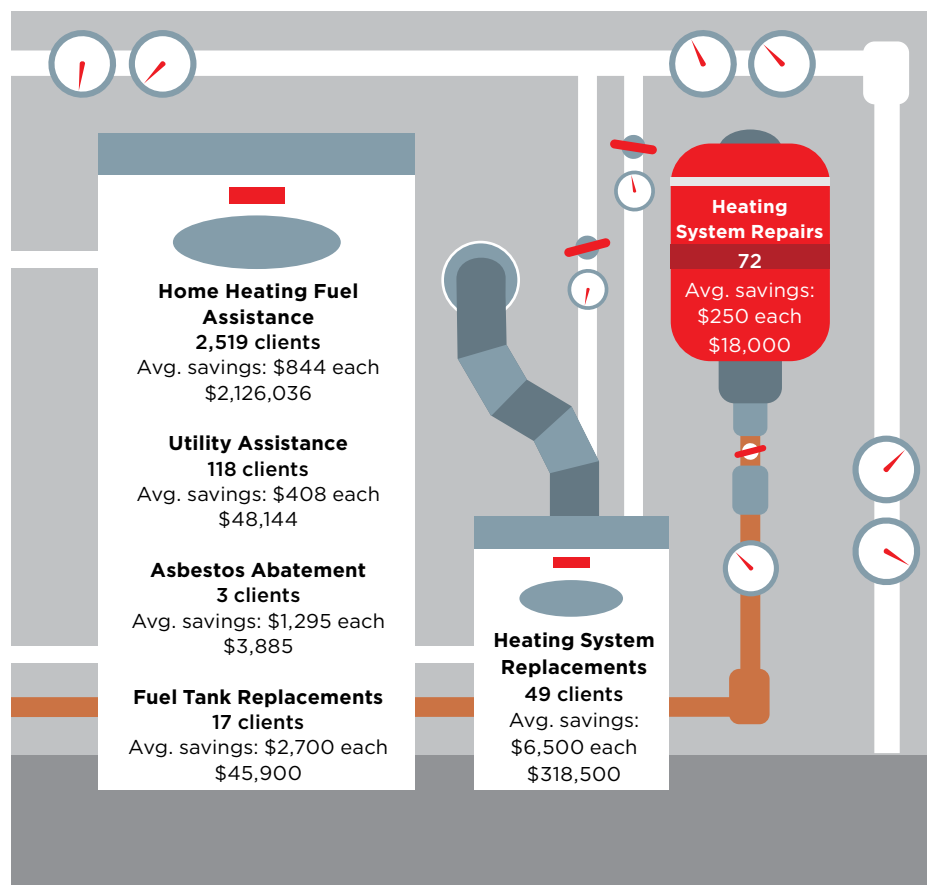 Home Heating Fuel
Assistance
2,519 clients
Avg. savings: $844 each
$2,126,036
Utility Assistance
118 clients
Avg. savings: $408 each
$48,144
Asbestos Abatement
3 clients
Avg. savings: $1,295 each
$3,885
Fuel Tank Replacements
17 clients
Avg. savings: $2,700 each
$45,900
Heating System
Replacements
49 clients
Avg. savings:
$6,500 each
$318,500
Heating
System Repairs
72
Avg. savings:
$250 each
$18,000